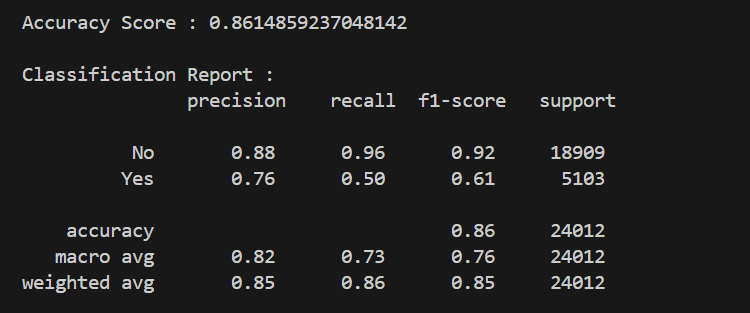 Accuracy Score : 0.8614859237048142
Classification Report :
precision recall f1-score support
No 0.88 0.96 0.92 18909
Yes 0.76 0.50 0.61 5103
accuracy 0.86 24012
macro avg 0.82 0.73 0.76 24012
weighted avg 0.85 0.86 0.85 24012